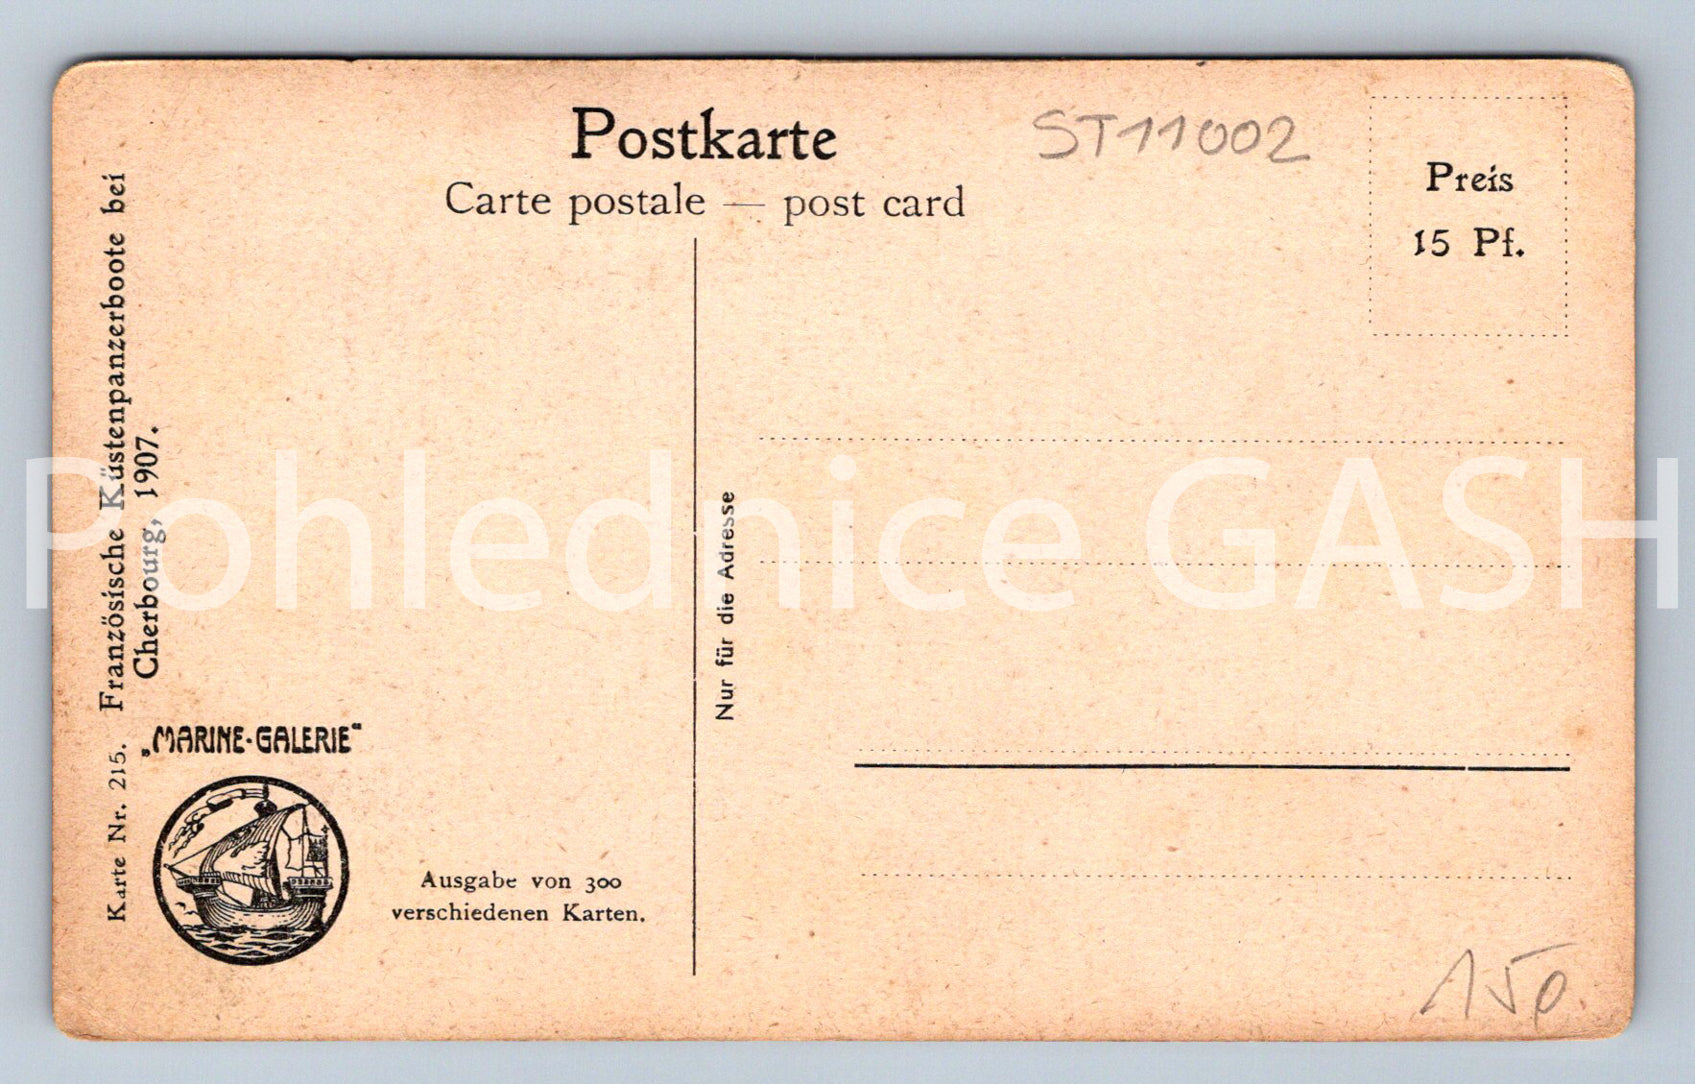 Postkarte
Carte postale — post card
ST11002
Preis
15 Pf.
Karte Nr. 215. Französische Küstenpanzerboote bei
Cherbourg, 1907.
„MARINE-GALERIE“
Ausgabe von 300
verschiedenen Karten.
Nur für die Adresse
150
Pohlednice GASH